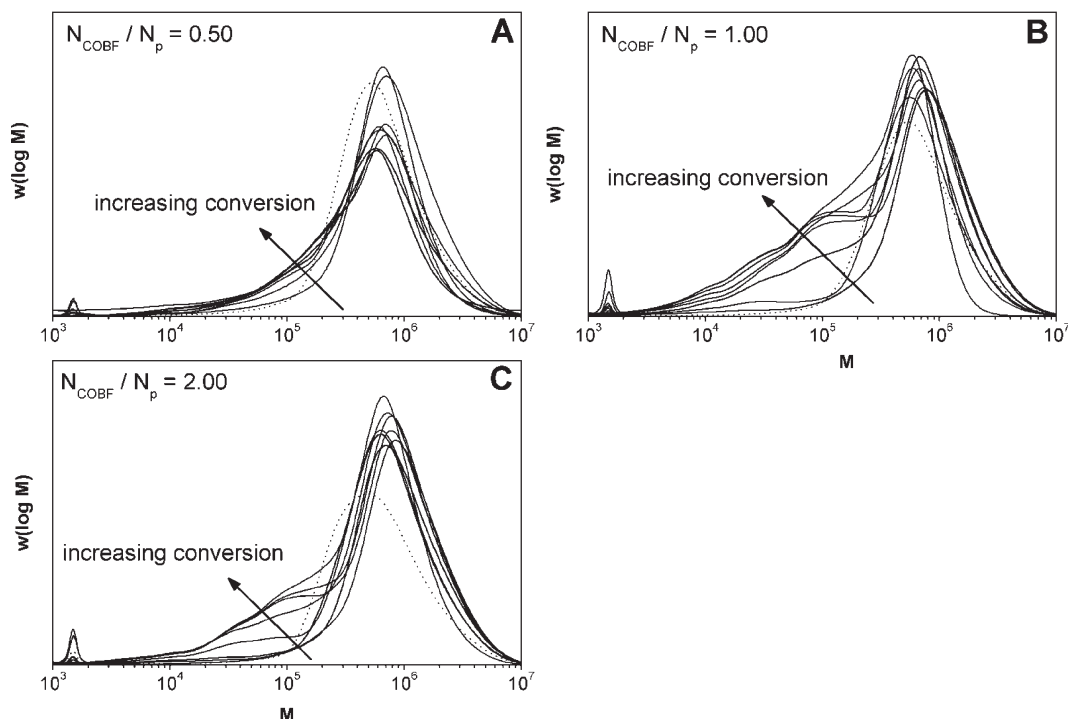 N_COBF / N_p = 0.50
A
w(log M)
increasing conversion
10^3 10^4 10^5 10^6 10^7
N_COBF / N_p = 1.00
B
w(log M)
increasing conversion
10^3 10^4 10^5 10^6 10^7
M
N_COBF / N_p = 2.00
C
w(log M)
increasing conversion
10^3 10^4 10^5 10^6 10^7
M